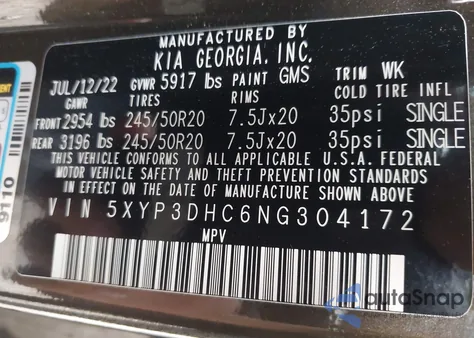 MANUFACTURED BY
KIA GEORGIA, INC.
JUL/12/22 GVWR 5917 lbs PAINT GMS TRIM WK
GAWR TIRES RIMS COLD TIRE INFL
FRONT 2954 lbs 245/50R20 7.5Jx20 35psi SINGLE
REAR 3196 lbs 245/50R20 7.5Jx20 35psi SINGLE
THIS VEHICLE CONFORMS TO ALL APPLICABLE U.S.A. FEDERAL
MOTOR VEHICLE SAFETY AND THEFT PREVENTION STANDARDS
IN EFFECT ON THE DATE OF MANUFACTURE SHOWN ABOVE
VIN 5XYP3DHC6NG304172
MPV
9110
autoSnap